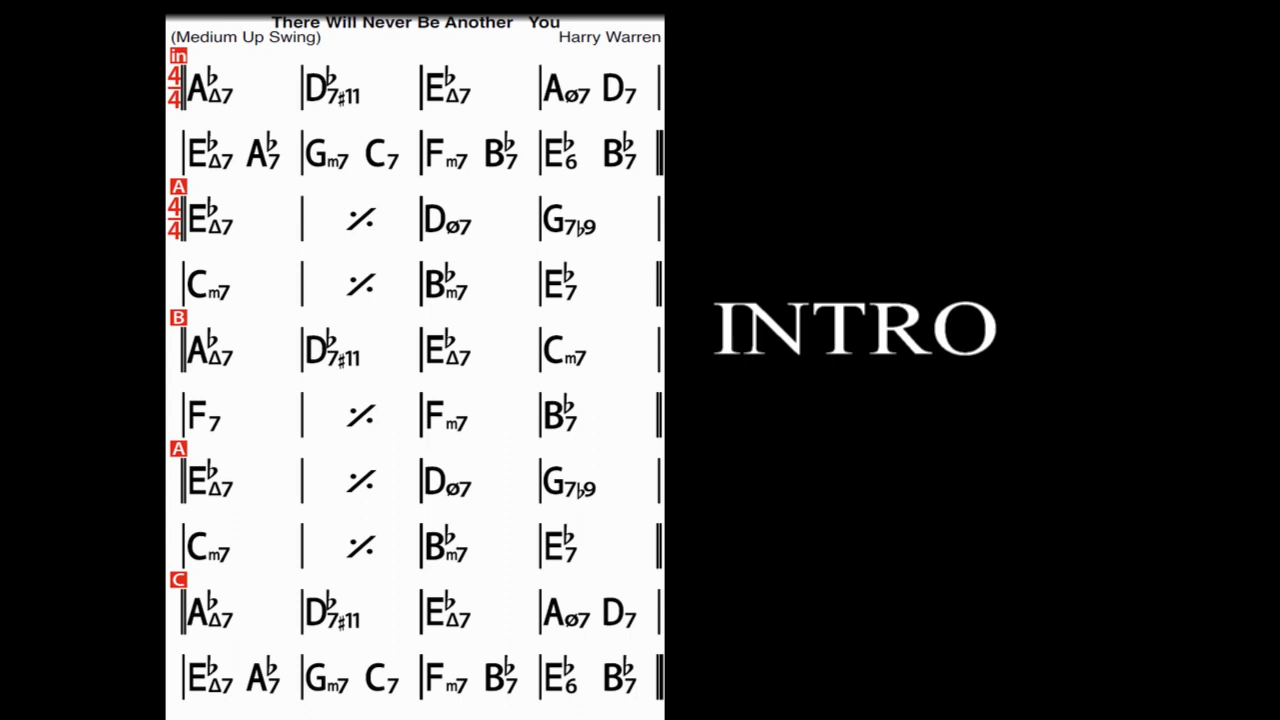 There Will Never Be Another You
(Medium Up Swing) Harry Warren
in
4/4 A♭Δ7 D♭7♯11 E♭Δ7 Aø7 D7
E♭Δ7 A♭7 Gm7 C7 Fm7 B♭7 E♭6 B♭7
A
4/4 E♭Δ7 𝄎 Dø7 G7♭9
INTRO
Cm7 𝄎 B♭m7 E♭7
B
A♭Δ7 D♭7♯11 E♭Δ7 Cm7
F7 𝄎 Fm7 B♭7
A
E♭Δ7 𝄎 Dø7 G7♭9
Cm7 𝄎 B♭m7 E♭7
C
A♭Δ7 D♭7♯11 E♭Δ7 Aø7 D7
E♭Δ7 A♭7 Gm7 C7 Fm7 B♭7 E♭6 B♭7